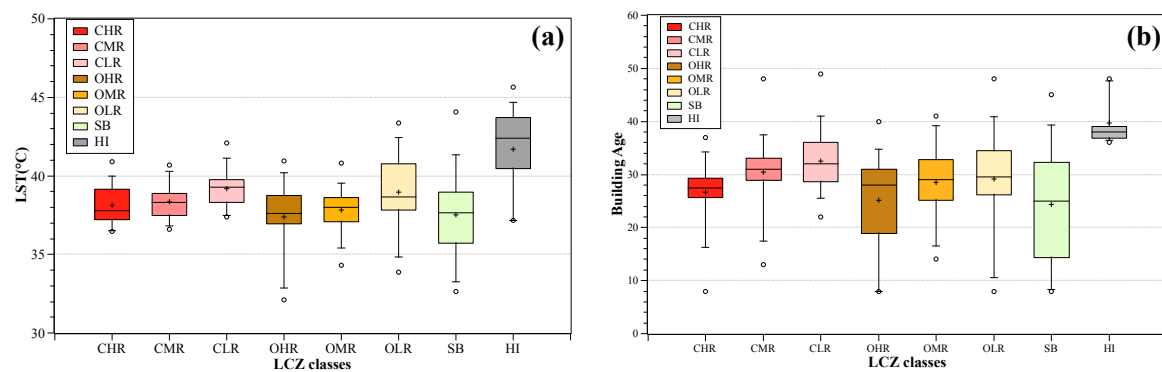 (a)
LST(°C)
50
45
40
35
30
CHR
CMR
CLR
OHR
OMR
OLR
SB
HI
CHR CMR CLR OHR OMR OLR SB HI
LCZ classes
(b)
Building Age
60
50
40
30
20
10
0
CHR
CMR
CLR
OHR
OMR
OLR
SB
HI
CHR CMR CLR OHR OMR OLR SB HI
LCZ classes